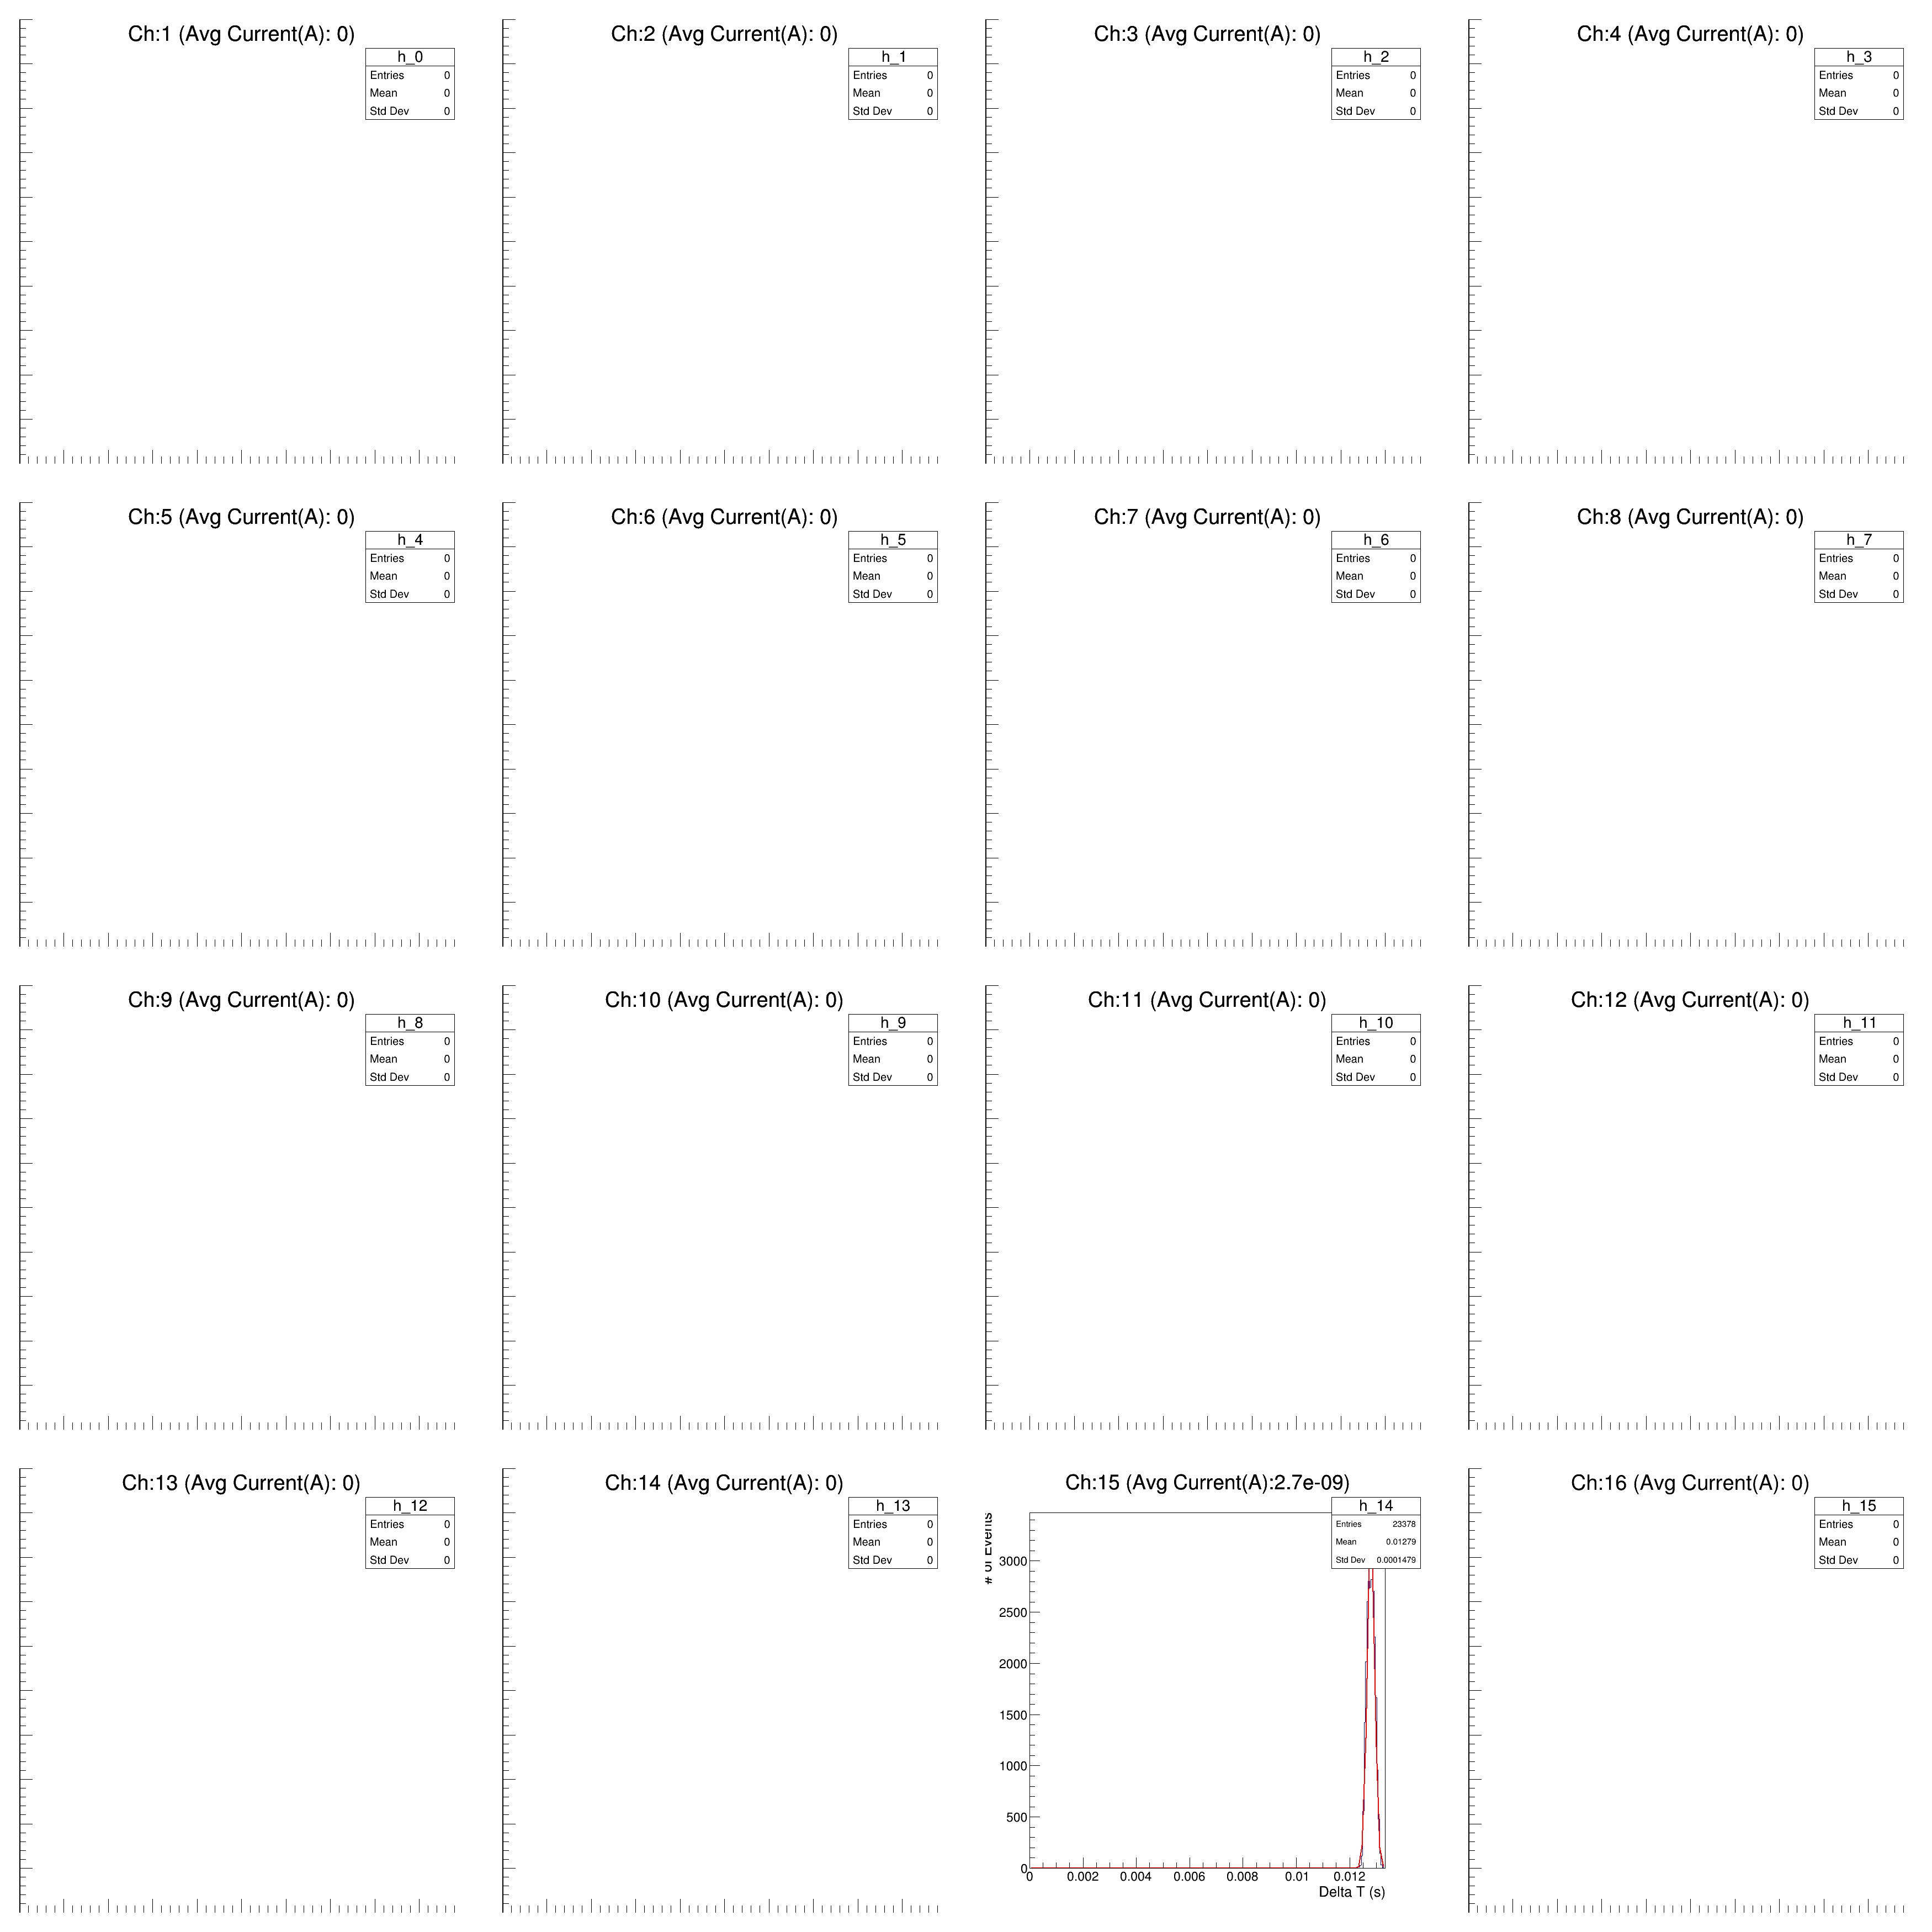 Ch:1 (Avg Current(A): 0)
h_0
Entries 0
Mean 0
Std Dev 0
Ch:2 (Avg Current(A): 0)
h_1
Entries 0
Mean 0
Std Dev 0
Ch:3 (Avg Current(A): 0)
h_2
Entries 0
Mean 0
Std Dev 0
Ch:4 (Avg Current(A): 0)
h_3
Entries 0
Mean 0
Std Dev 0
Ch:5 (Avg Current(A): 0)
h_4
Entries 0
Mean 0
Std Dev 0
Ch:6 (Avg Current(A): 0)
h_5
Entries 0
Mean 0
Std Dev 0
Ch:7 (Avg Current(A): 0)
h_6
Entries 0
Mean 0
Std Dev 0
Ch:8 (Avg Current(A): 0)
h_7
Entries 0
Mean 0
Std Dev 0
Ch:9 (Avg Current(A): 0)
h_8
Entries 0
Mean 0
Std Dev 0
Ch:10 (Avg Current(A): 0)
h_9
Entries 0
Mean 0
Std Dev 0
Ch:11 (Avg Current(A): 0)
h_10
Entries 0
Mean 0
Std Dev 0
Ch:12 (Avg Current(A): 0)
h_11
Entries 0
Mean 0
Std Dev 0
Ch:13 (Avg Current(A): 0)
h_12
Entries 0
Mean 0
Std Dev 0
Ch:14 (Avg Current(A): 0)
h_13
Entries 0
Mean 0
Std Dev 0
Ch:15 (Avg Current(A):2.7e-09)
h_14
Entries 23378
Mean 0.01279
Std Dev 0.0001479
# of Events
3000
2500
2000
1500
1000
500
0
0 0.002 0.004 0.006 0.008 0.01 0.012
Delta T (s)
Ch:16 (Avg Current(A): 0)
h_15
Entries 0
Mean 0
Std Dev 0